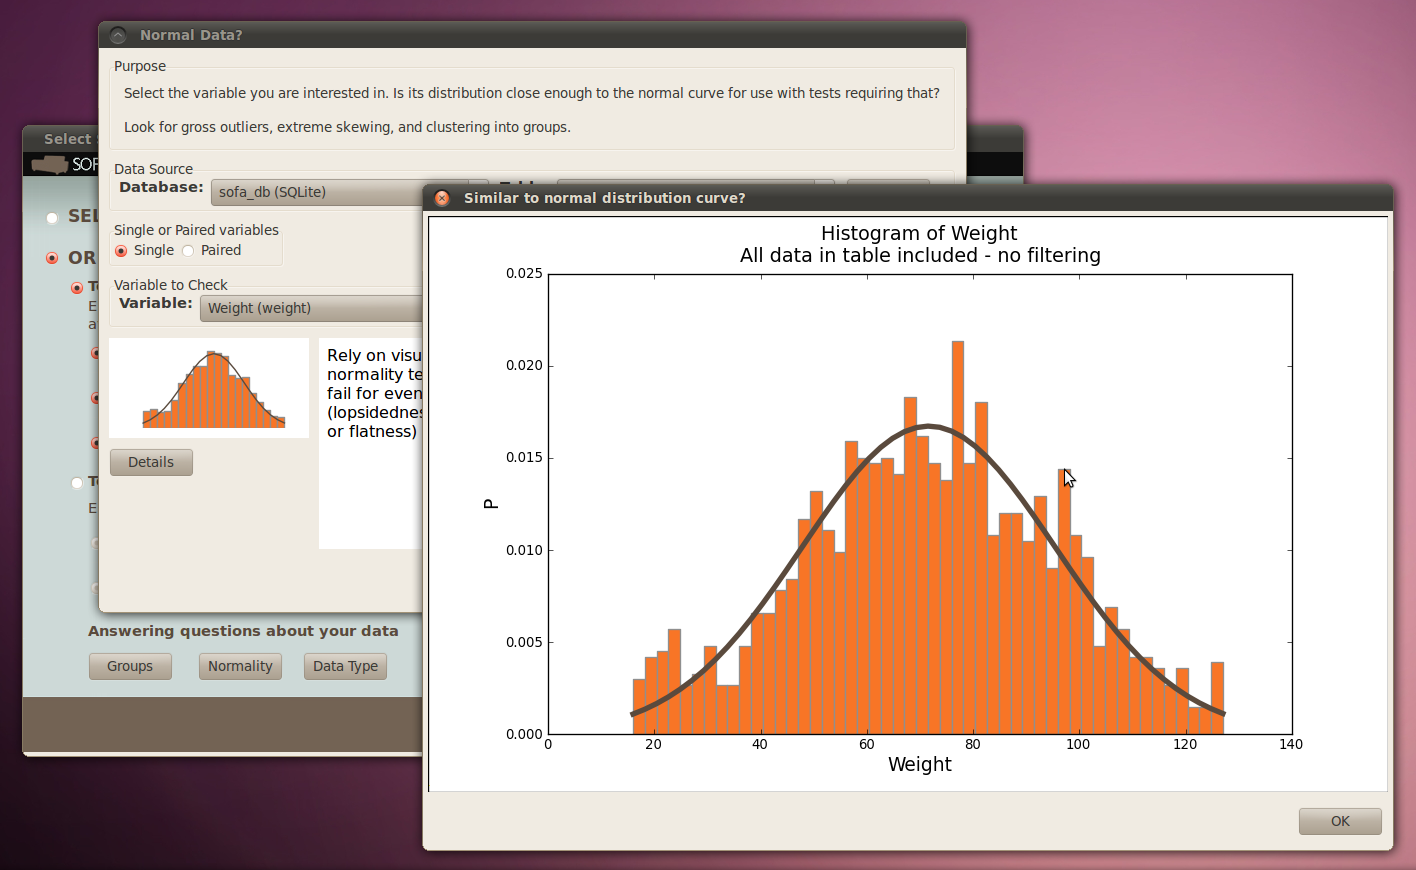 Normal Data?
Purpose
Select the variable you are interested in. Is its distribution close enough to the normal curve for use with tests requiring that?
Look for gross outliers, extreme skewing, and clustering into groups.
Select
SOF
Data Source
Database: sofa_db (SQLite)
SEL
Single or Paired variables
Single Paired
OR
Variable to Check
Variable: Weight (weight)
Rely on visu
normality te
fail for even
(lopsidednes
or flatness)
Details
Answering questions about your data
Groups Normality Data Type
Similar to normal distribution curve?
Histogram of Weight
All data in table included - no filtering
0.025
0.020
0.015
P
0.010
0.005
0.000
0 20 40 60 80 100 120 140
Weight
OK